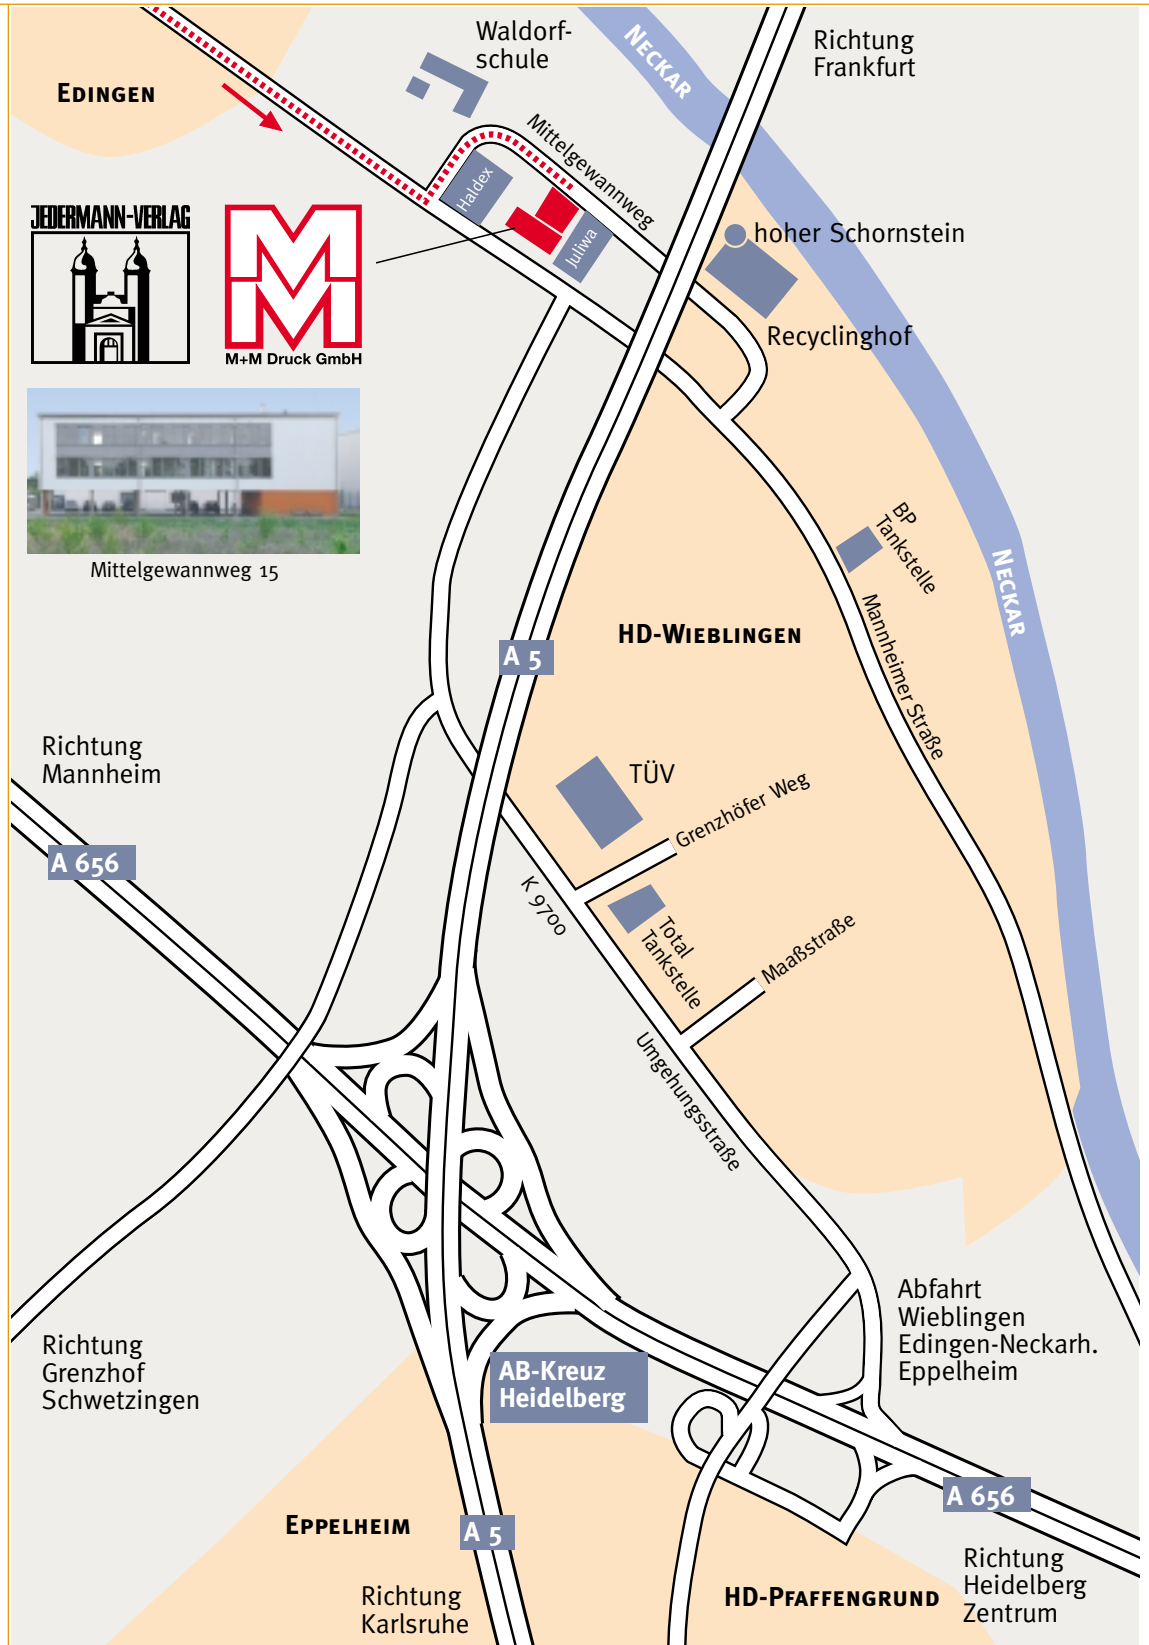 Waldorf-
schule
NECKAR
Richtung
Frankfurt
EDINGEN
Mittelgewannweg
Haldex
Juliwa
JEDERMANN-VERLAG
M
M
M+M Druck GmbH
hoher Schornstein
Recyclinghof
Mittelgewannweg 15
BP
Tankstelle
NECKAR
Mannheimer Straße
HD-WIEBLINGEN
A 5
Richtung
Mannheim
A 656
TÜV
Grenzhöfer Weg
K 9700
Total
Tankstelle
Maaßstraße
Umgehungsstraße
Abfahrt
Wieblingen
Edingen-Neckarh.
Eppelheim
Richtung
Grenzhof
Schwetzingen
AB-Kreuz
Heidelberg
A 656
EPPELHEIM
A 5
Richtung
Karlsruhe
HD-PFAFFENGRUND
Richtung
Heidelberg
Zentrum